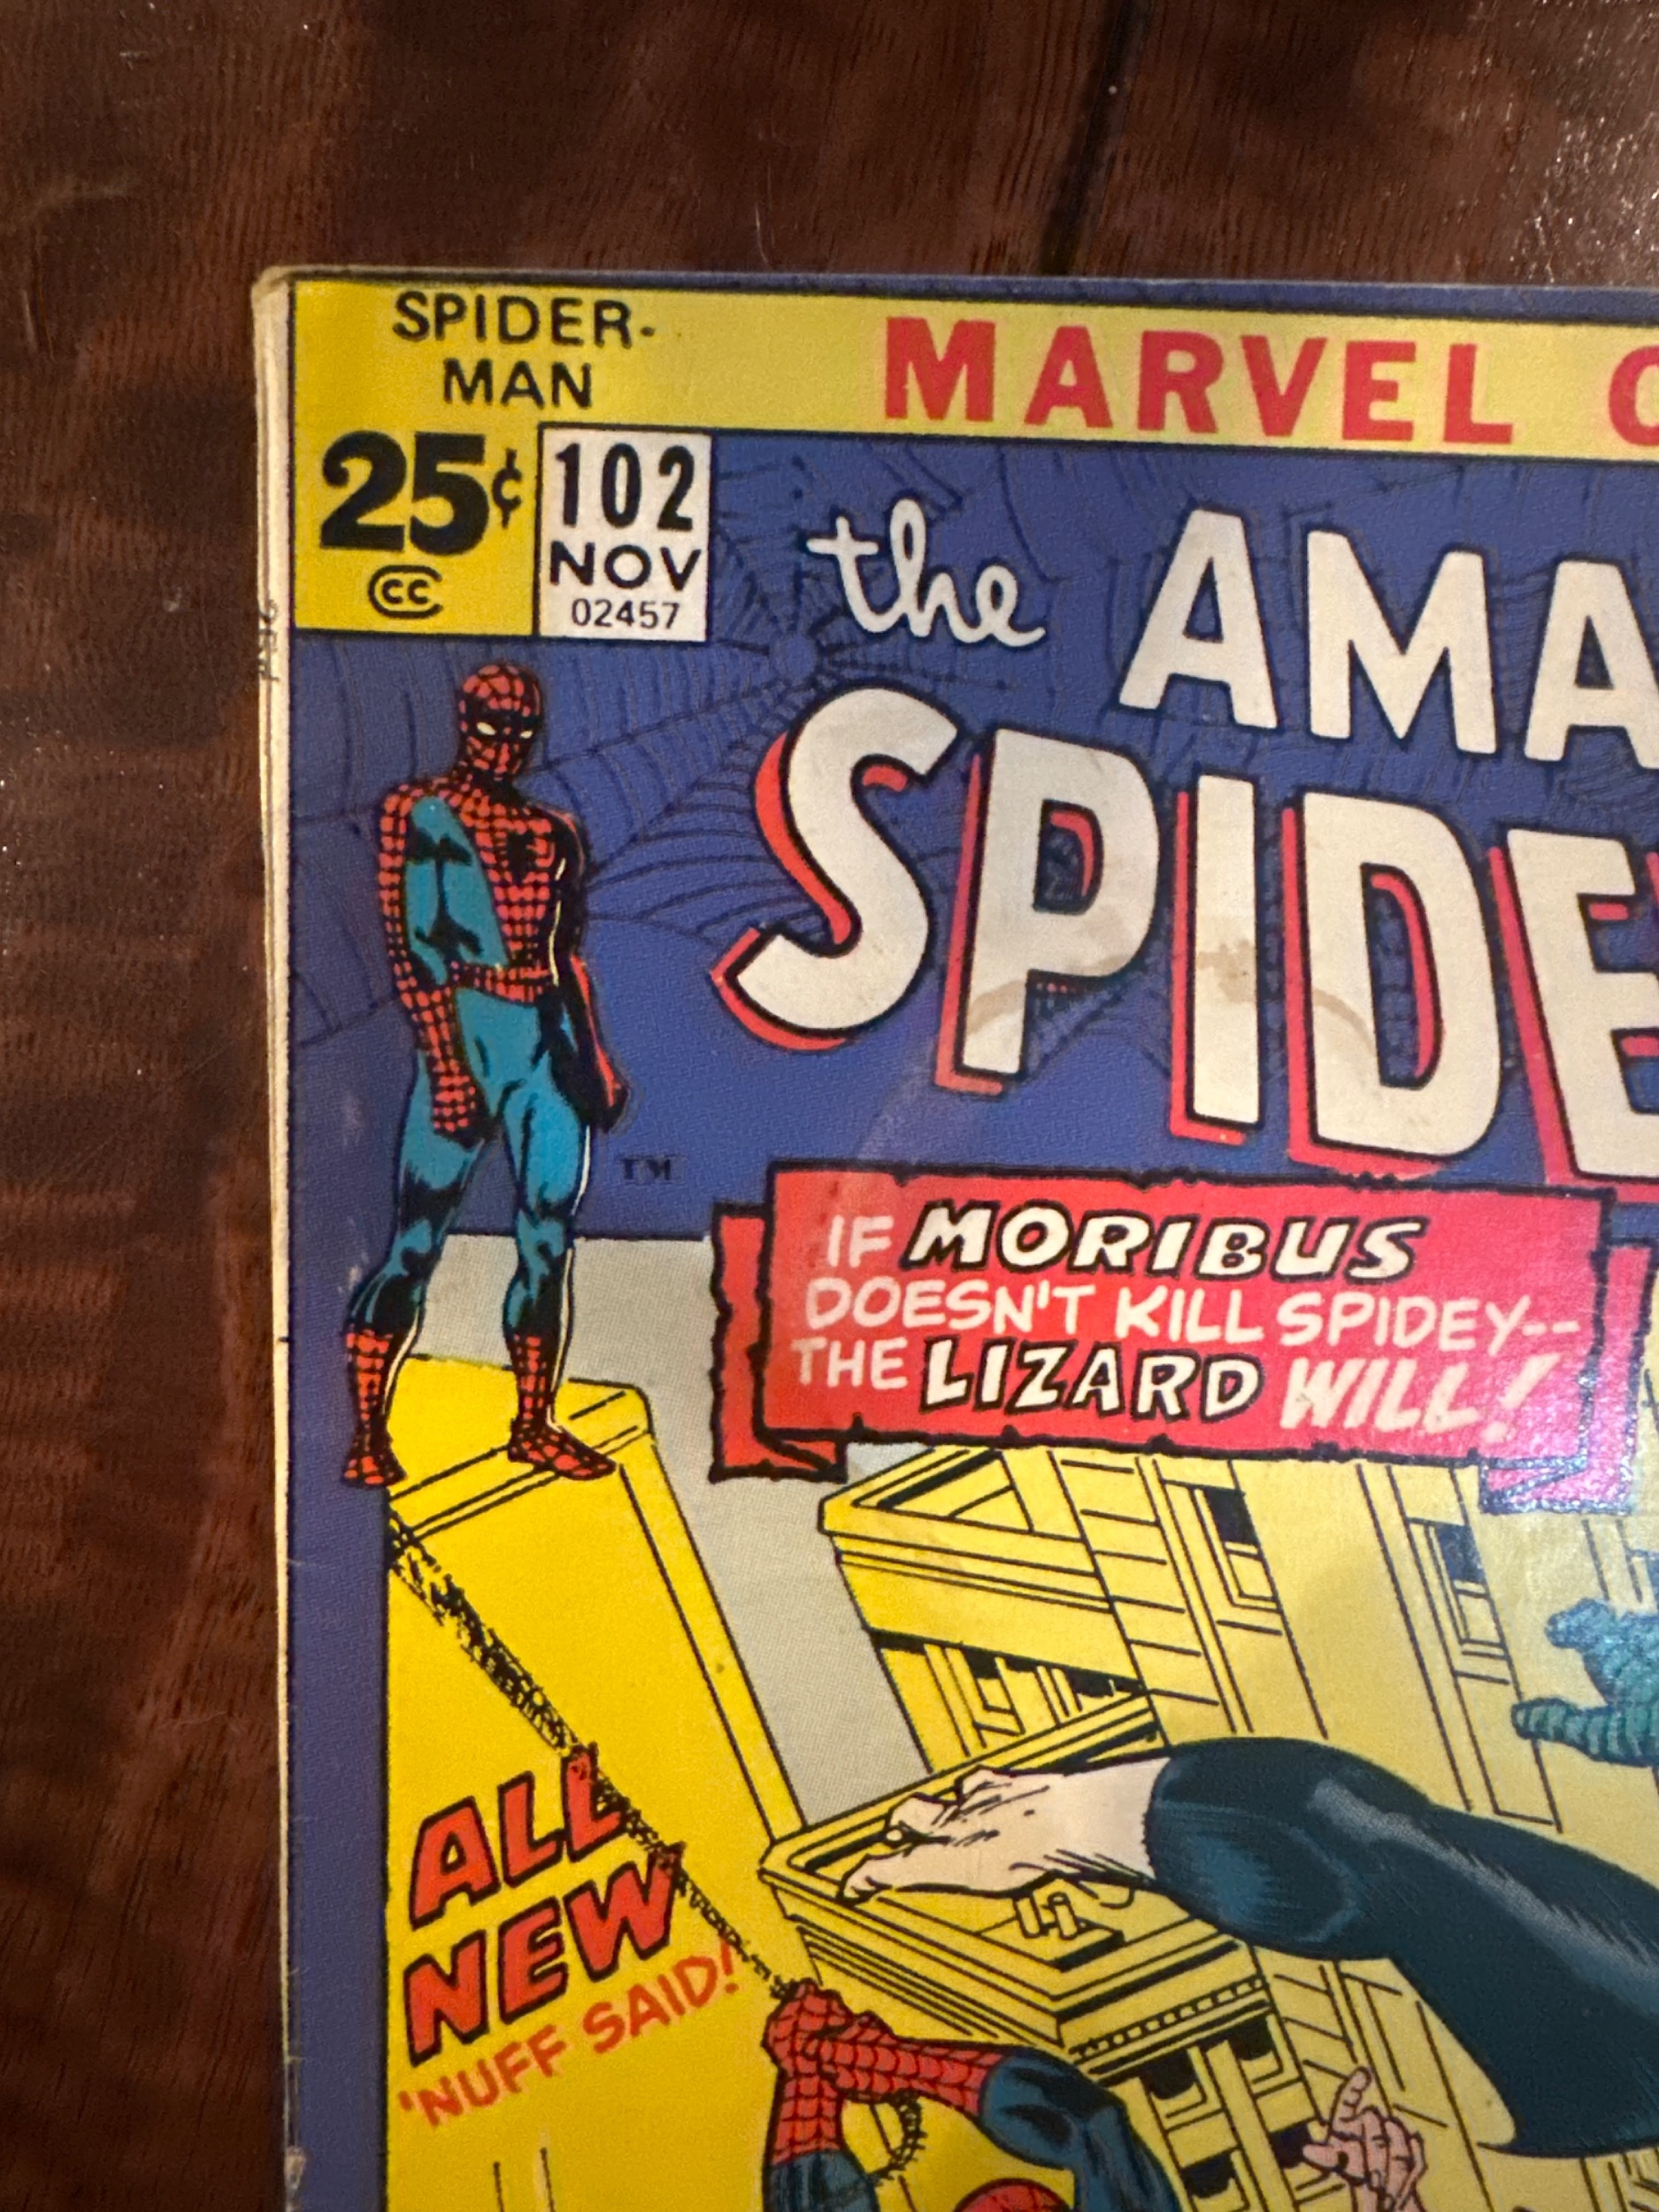 SPIDER-
MAN
MARVEL
25¢
102
NOV
02457
CC
the AMA
SPIDE
TM
IF MORIBUS
DOESN'T KILL SPIDEY--
THE LIZARD WILL!
ALL
NEW
'NUFF SAID!